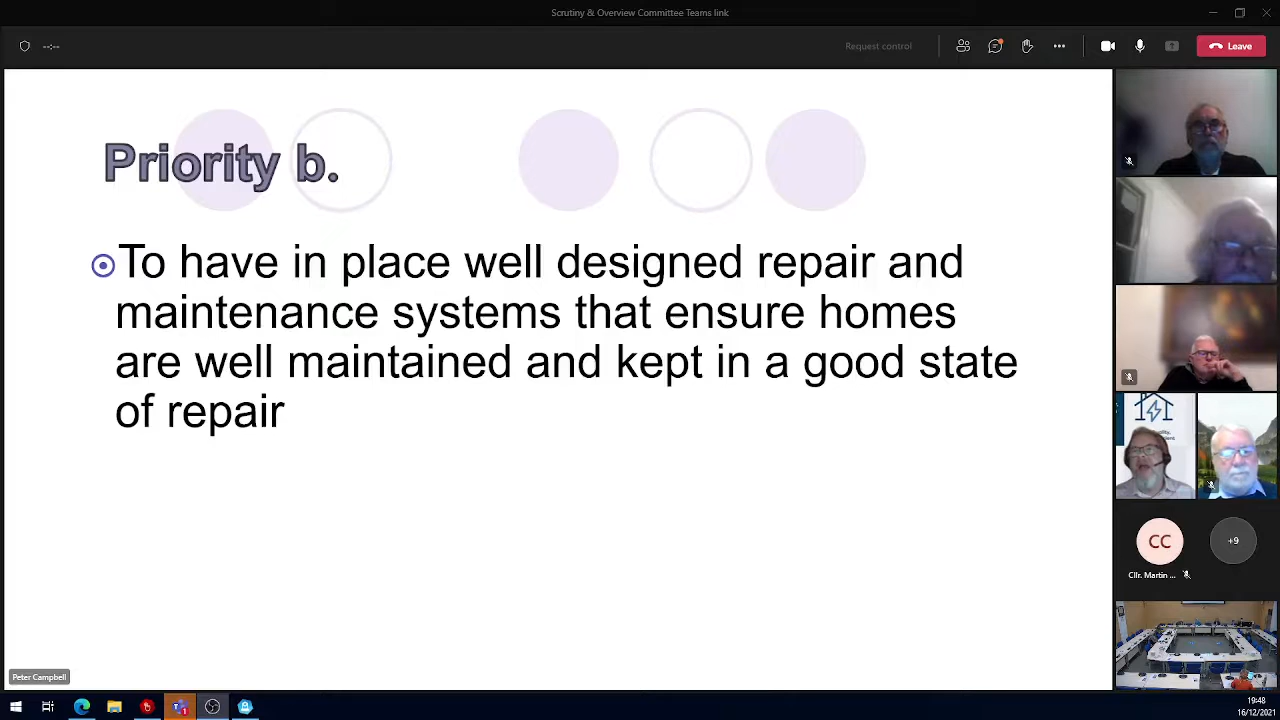 Scrutiny & Overview Committee Teams link
--:--
Request control
Leave
Priority b.
To have in place well designed repair and
maintenance systems that ensure homes
are well maintained and kept in a good state
of repair
CC
+9
Cllr. Martin ...
Peter Campbell
19:48
16/12/2021